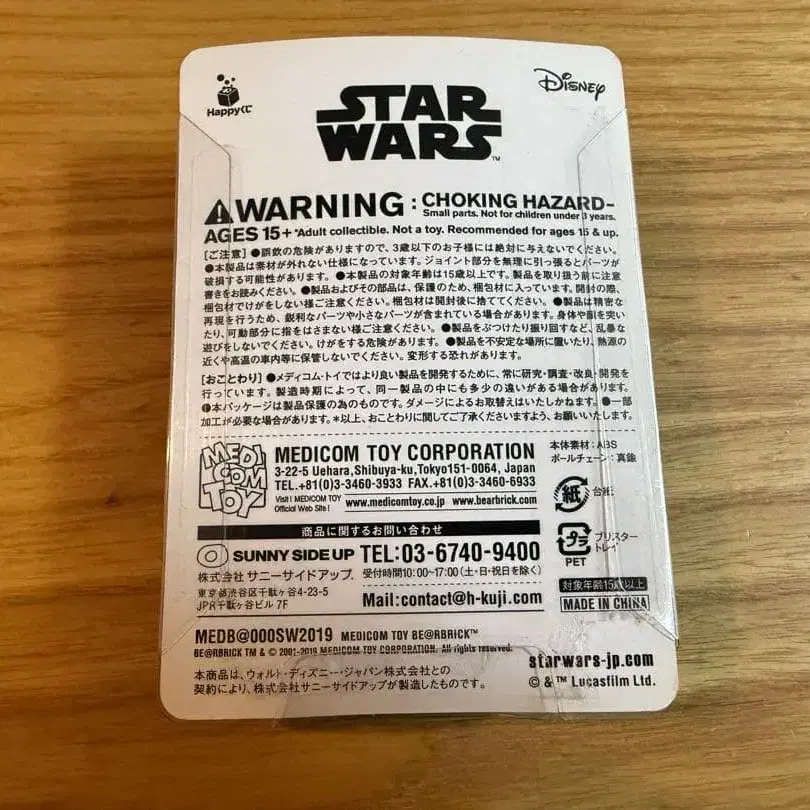 Happyくじ
Disney
STAR
WARS™
WARNING : CHOKING HAZARD–
Small parts. Not for children under 3 years.
AGES 15+ *Adult collectible. Not a toy. Recommended for ages 15 & up.
[ご注意] ●誤飲の危険がありますので、3歳以下のお子様には絶対に与えないでください。
●本製品は素材が外れない仕様になっています。ジョイント部分を無理に引っ張るとパーツが
破損する可能性があります。 ●本製品の対象年齢は15歳以上です。製品を取り扱う前に注意
書きをお読みください。 ●製品およびその部品は、保護のため、梱包材に入っています。開封の際、
梱包材でけがをしない様ご注意ください。梱包材は開封後に捨ててください。 ●製品は精密な
再現を行うため、鋭利なパーツや小さなパーツが含まれている場合があります。身体や顔を突い
たり、可動部分に指をはさまない様ご注意ください。 ●製品をぶつけたり振り回すなど、乱暴な
遊びをしないでください。けがをする危険があります。 ●製品を不安定な場所に置いたり、熱源の
近くや高温の車内等に保管しないでください。変形する恐れがあります。
[おことわり] ●メディコム・トイではより良い製品を開発するために、常に研究・調査・改良・開発を
行っています。製造時期によって、同一製品の中にも多少の違いがある場合があります。
●本パッケージは製品保護の為のものです。ダメージによるお取替えはいたしかねます。 ●一部
加工が必要な場合があります。*以上、おことわりに関してご了承くださいますよう、お願いいたします。
MEDICOM TOY
MEDICOM TOY CORPORATION
3-22-5 Uehara,Shibuya-ku,Tokyo151-0064, Japan
TEL.+81(0)3-3460-3933 FAX.+81(0)3-3460-6933
Visit! MEDICOM TOY
Official Web Site!
www.medicomtoy.co.jp www.bearbrick.com
本体素材:ABS
ボールチェーン:真鍮
紙 台紙
プラ
PET
ブリスター
トレイ
商品に関するお問い合わせ
SUNNY SIDE UP TEL:03-6740-9400
株式会社 サニーサイドアップ. 受付時間10:00~17:00(土・日・祝日を除く)
東京都渋谷区千駄ヶ谷4-23-5
JPR千駄ヶ谷ビル 7F
Mail:contact@h-kuji.com
対象年齢15歳以上
MADE IN CHINA
MEDB@000SW2019 MEDICOM TOY BE@RBRICK™
BE@RBRICK TM & © 2001-2019 MEDICOM TOY CORPORATION. All rights reserved.
本商品は、ウォルト・ディズニー・ジャパン株式会社との
契約により、株式会社サニーサイドアップが製造したものです。
starwars-jp.com
© & ™ Lucasfilm Ltd.